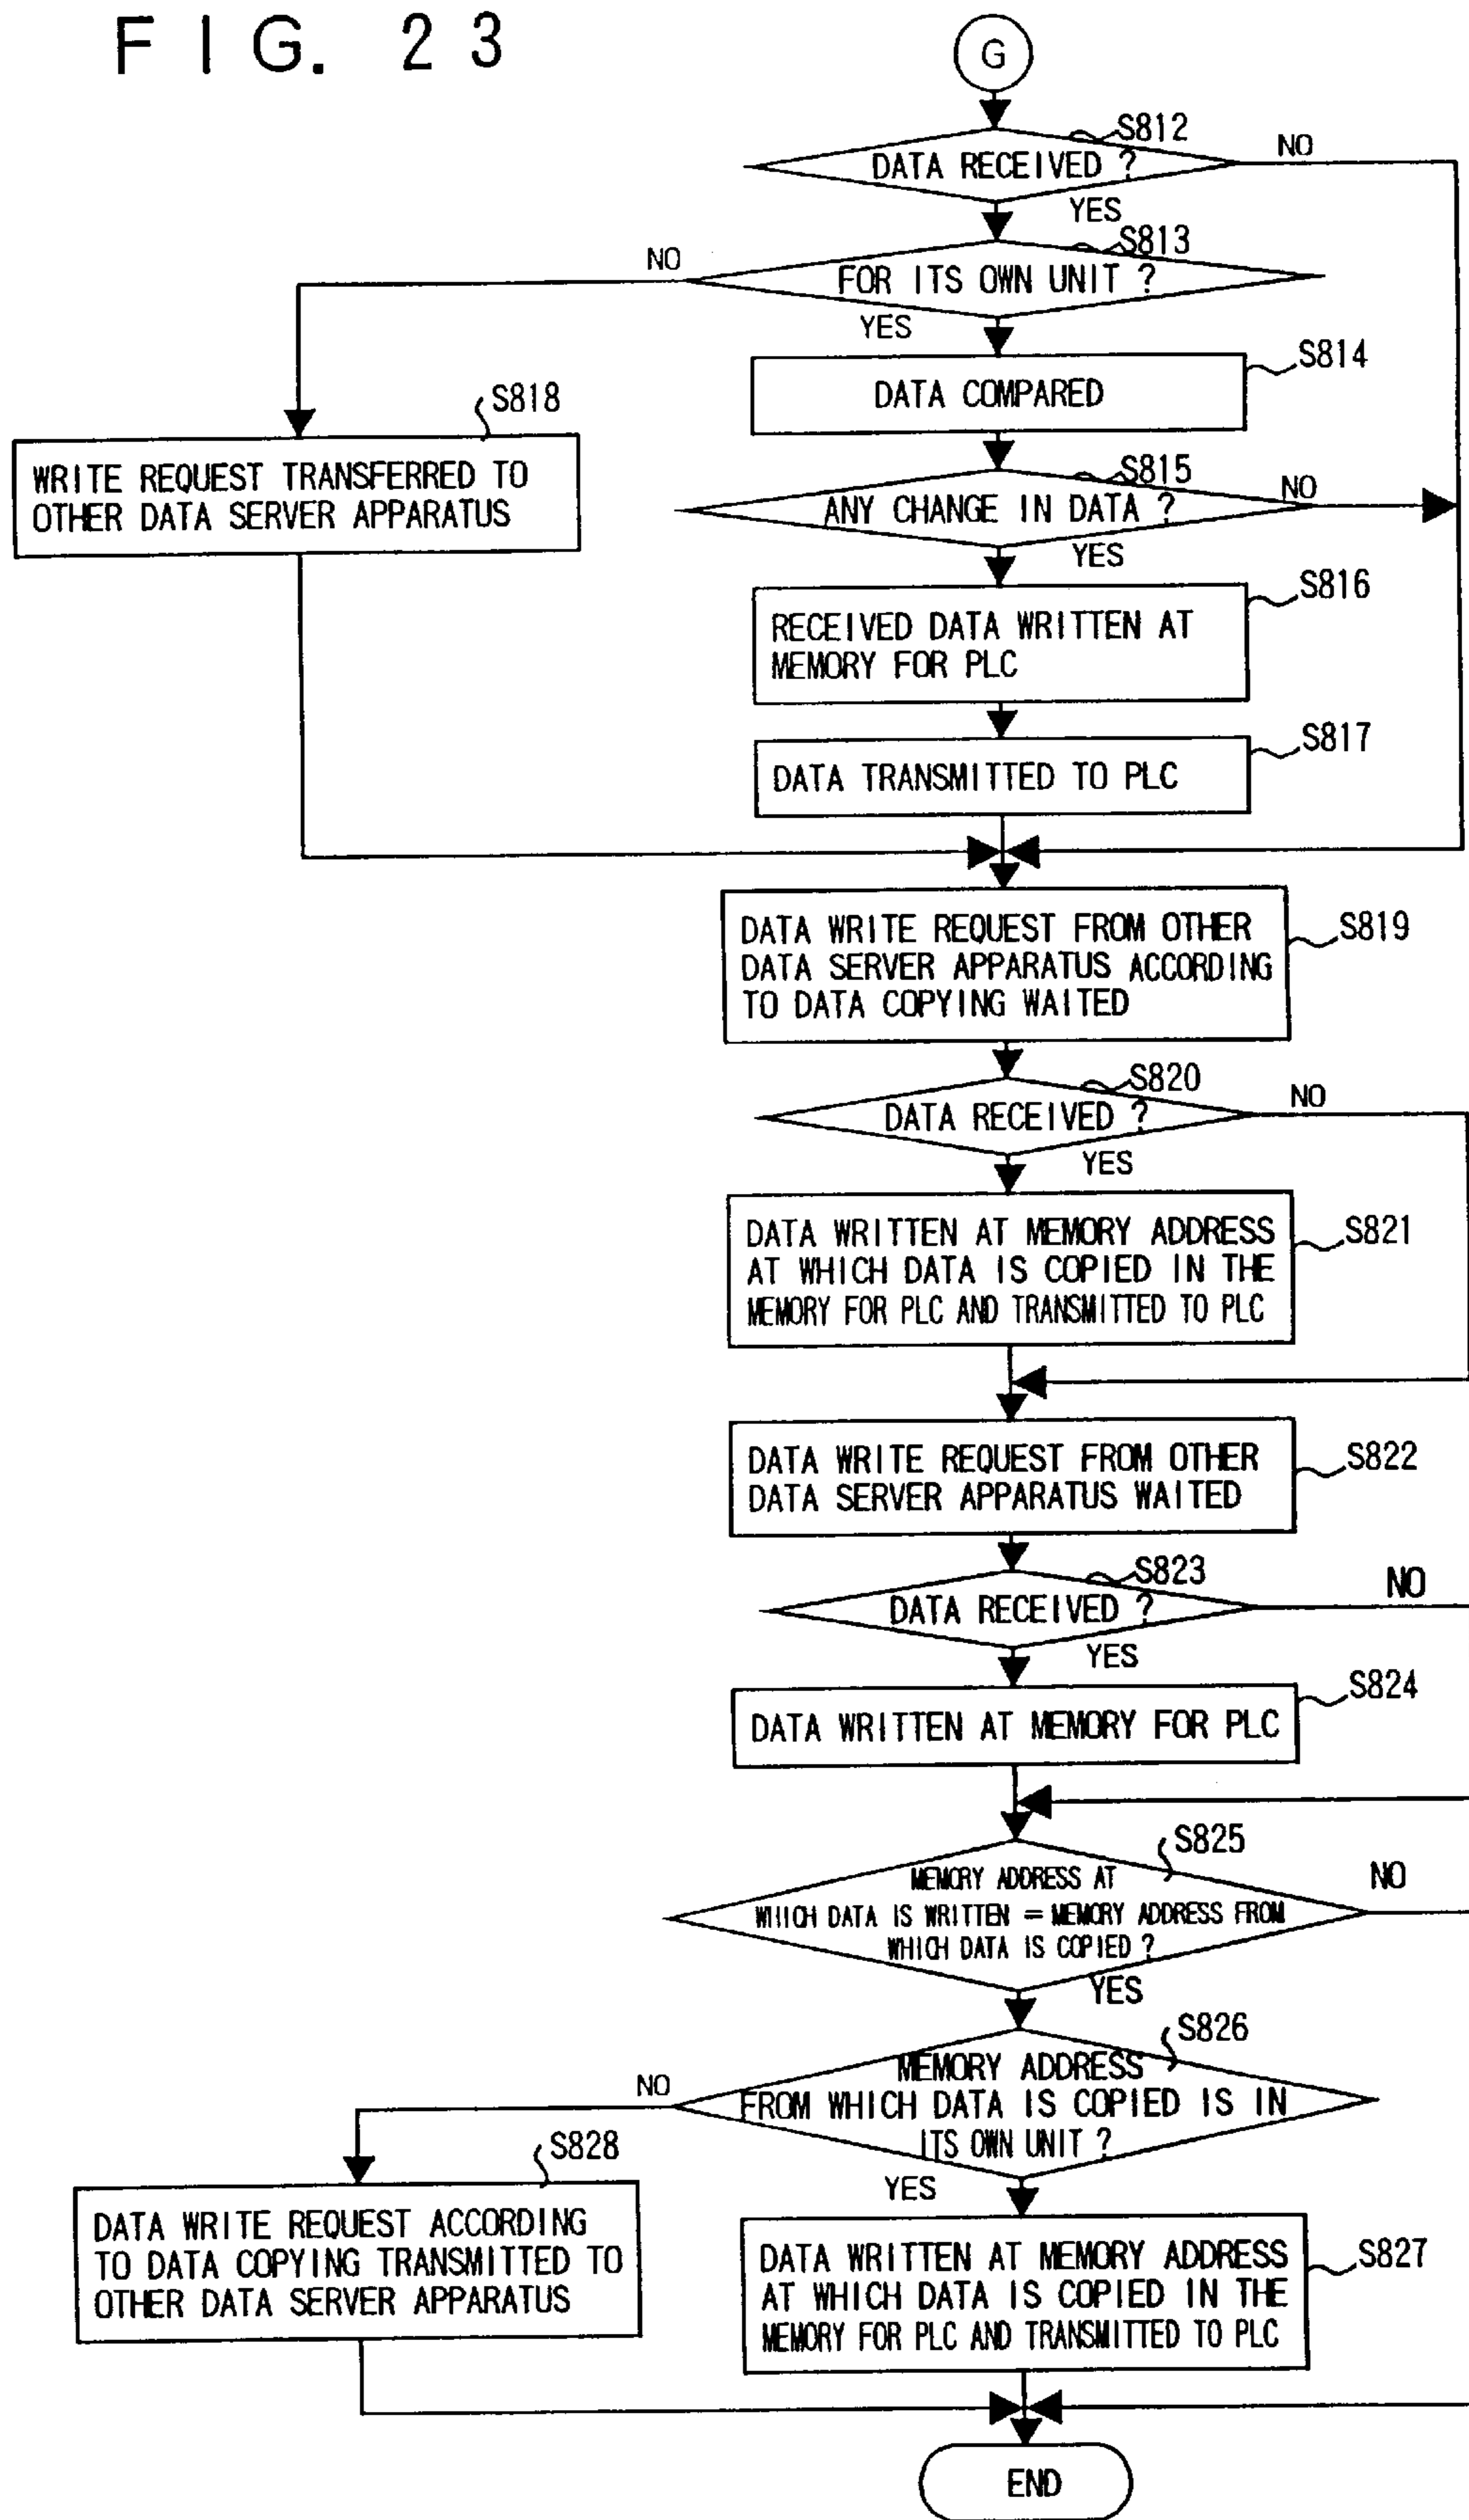 FIG. 23
G
S812
DATA RECEIVED ?
NO
YES
S813
FOR ITS OWN UNIT ?
NO
YES
S814
DATA COMPARED
S818
WRITE REQUEST TRANSFERRED TO
OTHER DATA SERVER APPARATUS
S815
ANY CHANGE IN DATA ?
NO
YES
S816
RECEIVED DATA WRITTEN AT
MEMORY FOR PLC
S817
DATA TRANSMITTED TO PLC
S819
DATA WRITE REQUEST FROM OTHER
DATA SERVER APPARATUS ACCORDING
TO DATA COPYING WAITED
S820
DATA RECEIVED ?
NO
YES
S821
DATA WRITTEN AT MEMORY ADDRESS
AT WHICH DATA IS COPIED IN THE
MEMORY FOR PLC AND TRANSMITTED TO PLC
S822
DATA WRITE REQUEST FROM OTHER
DATA SERVER APPARATUS WAITED
S823
DATA RECEIVED ?
NO
YES
S824
DATA WRITTEN AT MEMORY FOR PLC
S825
MEMORY ADDRESS AT
WHICH DATA IS WRITTEN = MEMORY ADDRESS FROM
WHICH DATA IS COPIED ?
NO
YES
S826
MEMORY ADDRESS
FROM WHICH DATA IS COPIED IS IN
ITS OWN UNIT ?
NO
YES
S828
DATA WRITE REQUEST ACCORDING
TO DATA COPYING TRANSMITTED TO
OTHER DATA SERVER APPARATUS
S827
DATA WRITTEN AT MEMORY ADDRESS
AT WHICH DATA IS COPIED IN THE
MEMORY FOR PLC AND TRANSMITTED TO PLC
END